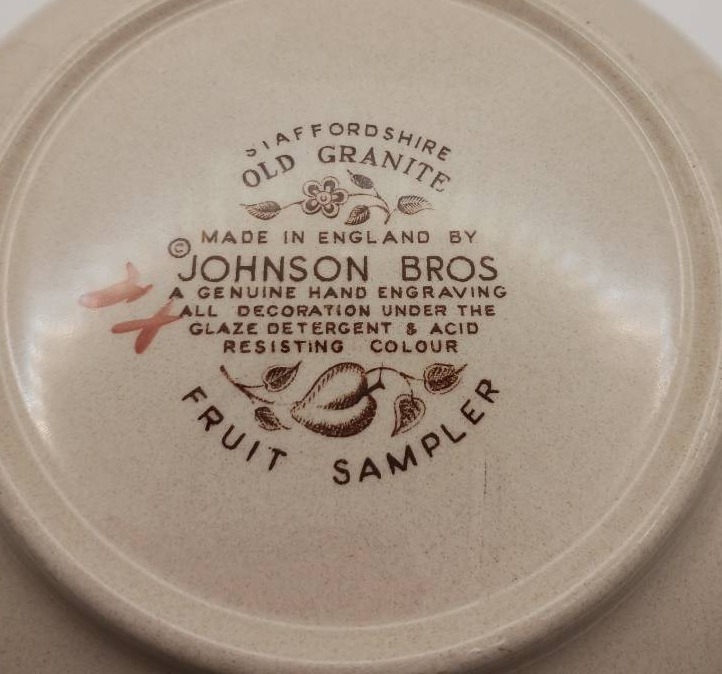 STAFFORDSHIRE
OLD GRANITE
© MADE IN ENGLAND BY
JOHNSON BROS
A GENUINE HAND ENGRAVING
ALL DECORATION UNDER THE
GLAZE DETERGENT & ACID
RESISTING COLOUR
FRUIT SAMPLER